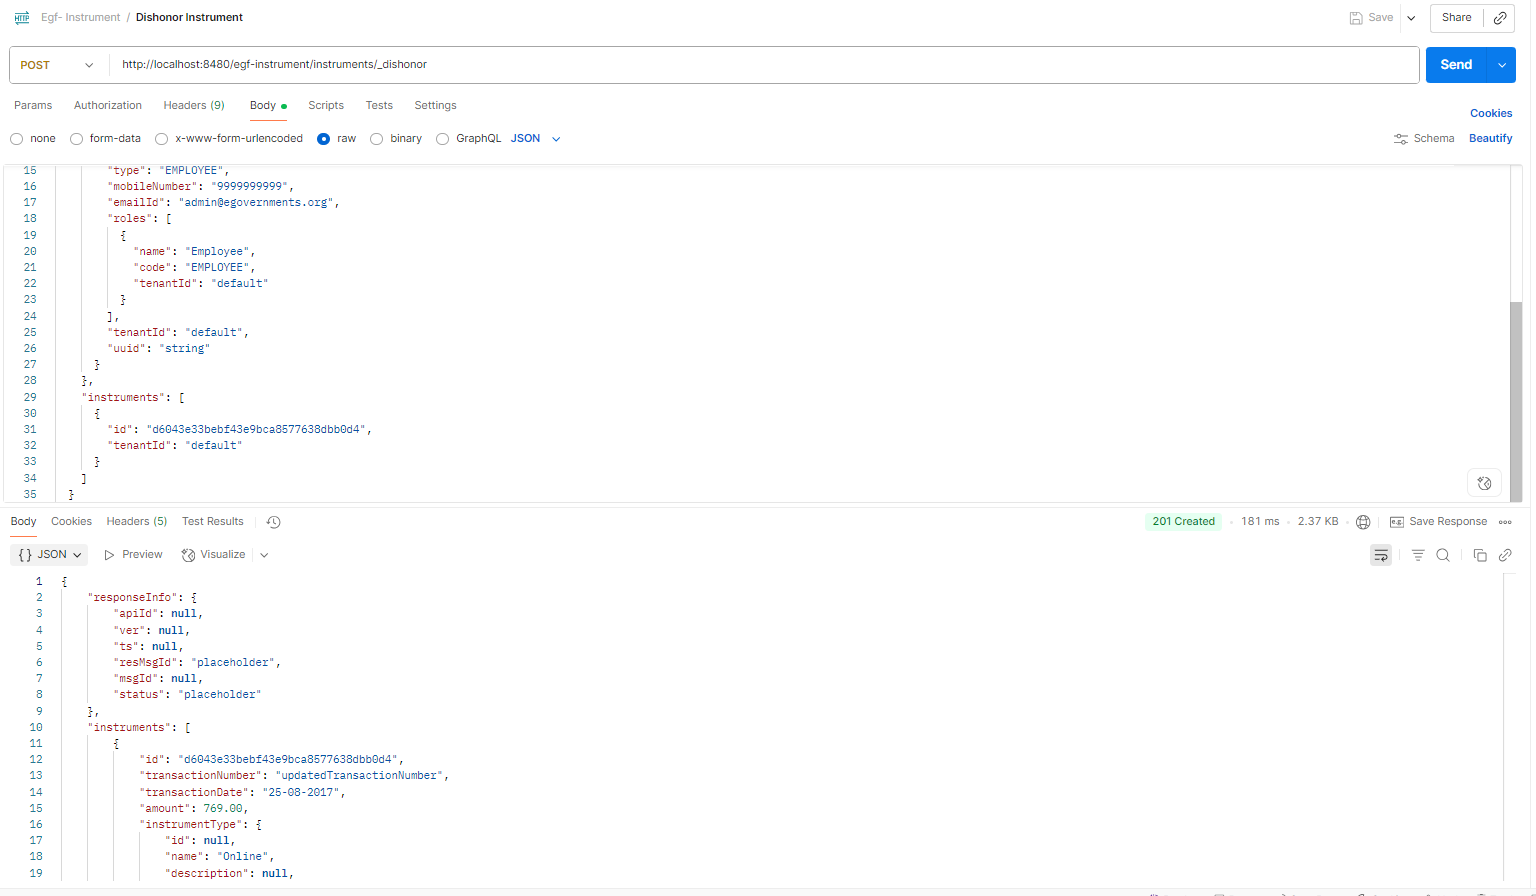 HTTP Egf- Instrument / Dishonor Instrument Save Share
POST http://localhost:8480/egf-instrument/instruments/_dishonor Send
Params Authorization Headers (9) Body Scripts Tests Settings Cookies
none form-data x-www-form-urlencoded raw binary GraphQL JSON Schema Beautify
15 "type": "EMPLOYEE",
16 "mobileNumber": "9999999999",
17 "emailId": "admin@egovernments.org",
18 "roles": [
19 {
20 "name": "Employee",
21 "code": "EMPLOYEE",
22 "tenantId": "default"
23 }
24 ],
25 "tenantId": "default",
26 "uuid": "string"
27 }
28 },
29 "instruments": [
30 {
31 "id": "d6043e33bebf43e9bca8577638dbb0d4",
32 "tenantId": "default"
33 }
34 ]
35 }
Body Cookies Headers (5) Test Results 201 Created 181 ms 2.37 KB Save Response
{} JSON Preview Visualize
1 {
2 "responseInfo": {
3 "apiId": null,
4 "ver": null,
5 "ts": null,
6 "resMsgId": "placeholder",
7 "msgId": null,
8 "status": "placeholder"
9 },
10 "instruments": [
11 {
12 "id": "d6043e33bebf43e9bca8577638dbb0d4",
13 "transactionNumber": "updatedTransactionNumber",
14 "transactionDate": "25-08-2017",
15 "amount": 769.00,
16 "instrumentType": {
17 "id": null,
18 "name": "Online",
19 "description": null,